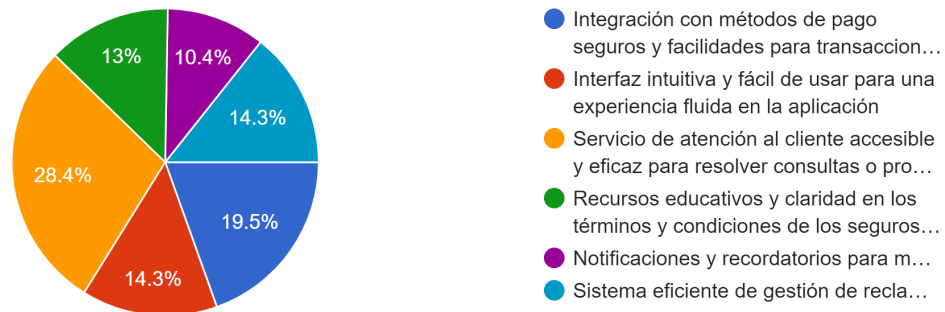 13%
10.4%
14.3%
28.4%
19.5%
14.3%
Integración con métodos de pago
seguros y facilidades para transaccion…
Interfaz intuitiva y fácil de usar para una
experiencia fluida en la aplicación
Servicio de atención al cliente accesible
y eficaz para resolver consultas o pro…
Recursos educativos y claridad en los
términos y condiciones de los seguros…
Notificaciones y recordatorios para m…
Sistema eficiente de gestión de recla…